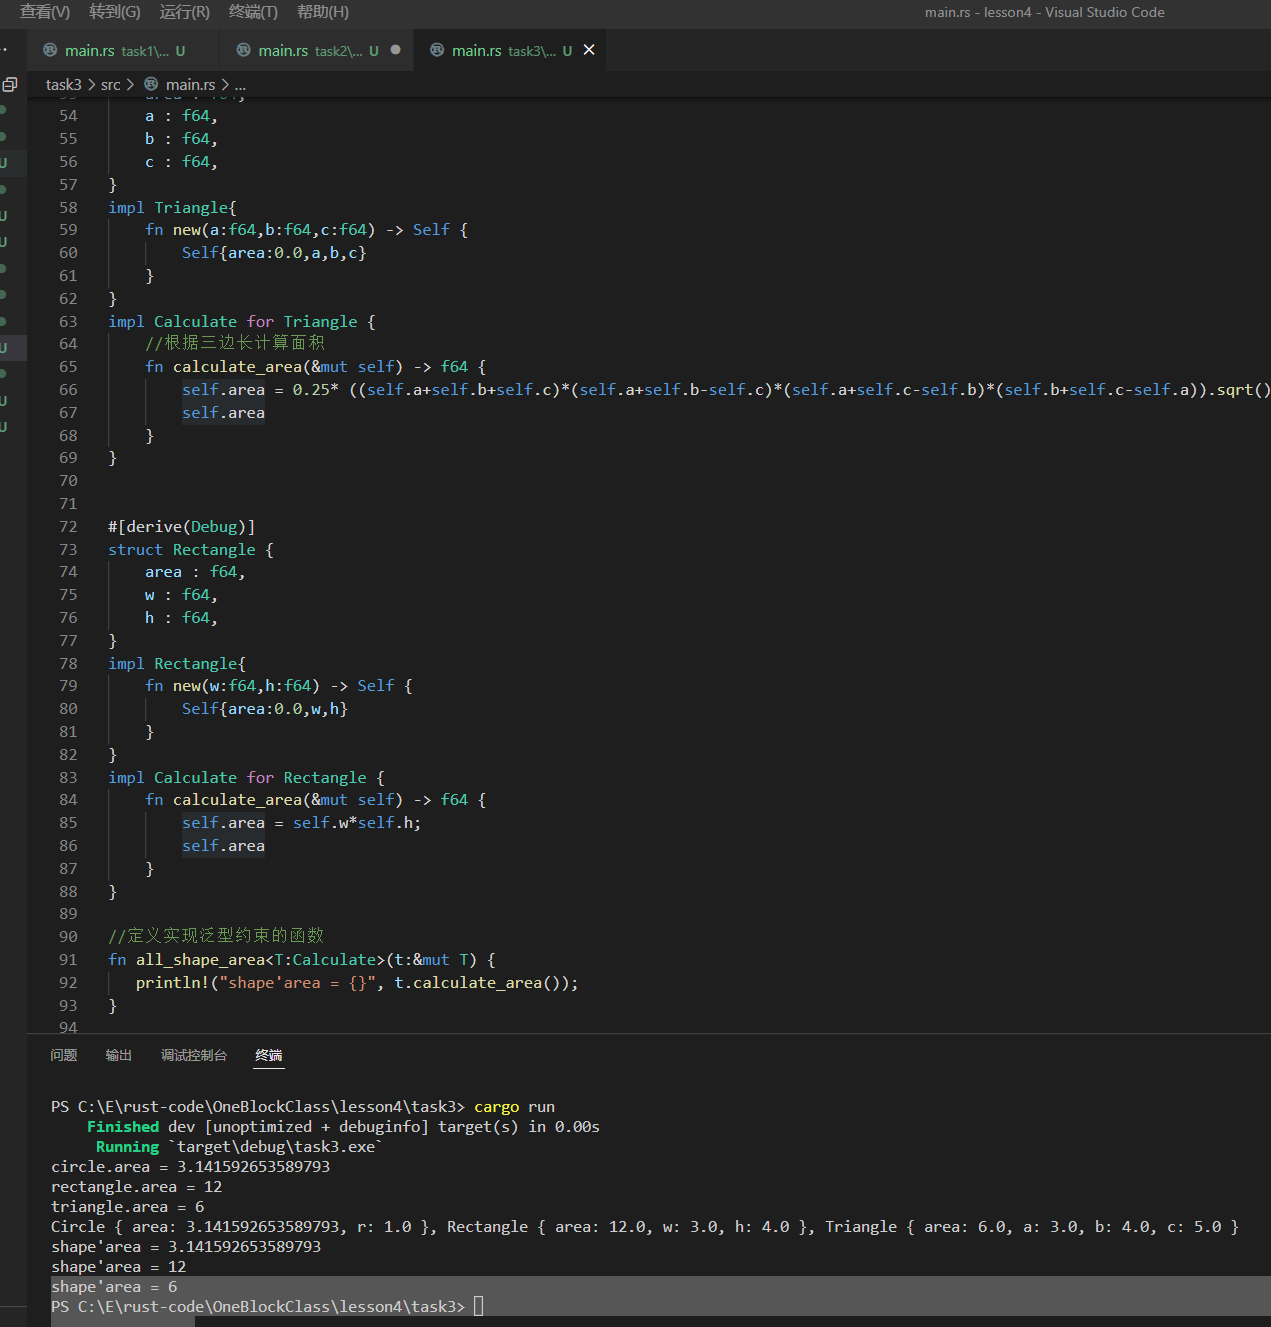 查看(V) 转到(G) 运行(R) 终端(T) 帮助(H) main.rs - lesson4 - Visual Studio Code
main.rs task1\... U main.rs task2\... U main.rs task3\... U
task3 > src > main.rs > ...
54 a : f64,
55 b : f64,
56 c : f64,
57 }
58 impl Triangle{
59 fn new(a:f64,b:f64,c:f64) -> Self {
60 Self{area:0.0,a,b,c}
61 }
62 }
63 impl Calculate for Triangle {
64 //根据三边长计算面积
65 fn calculate_area(&mut self) -> f64 {
66 self.area = 0.25* ((self.a+self.b+self.c)*(self.a+self.b-self.c)*(self.a+self.c-self.b)*(self.b+self.c-self.a)).sqrt()
67 self.area
68 }
69 }
70
71
72 #[derive(Debug)]
73 struct Rectangle {
74 area : f64,
75 w : f64,
76 h : f64,
77 }
78 impl Rectangle{
79 fn new(w:f64,h:f64) -> Self {
80 Self{area:0.0,w,h}
81 }
82 }
83 impl Calculate for Rectangle {
84 fn calculate_area(&mut self) -> f64 {
85 self.area = self.w*self.h;
86 self.area
87 }
88 }
89
90 //定义实现泛型约束的函数
91 fn all_shape_area<T:Calculate>(t:&mut T) {
92 println!("shape'area = {}", t.calculate_area());
93 }
94
问题 输出 调试控制台 终端
PS C:\E\rust-code\OneBlockClass\lesson4\task3> cargo run
Finished dev [unoptimized + debuginfo] target(s) in 0.00s
Running `target\debug\task3.exe`
circle.area = 3.141592653589793
rectangle.area = 12
triangle.area = 6
Circle { area: 3.141592653589793, r: 1.0 }, Rectangle { area: 12.0, w: 3.0, h: 4.0 }, Triangle { area: 6.0, a: 3.0, b: 4.0, c: 5.0 }
shape'area = 3.141592653589793
shape'area = 12
shape'area = 6
PS C:\E\rust-code\OneBlockClass\lesson4\task3>